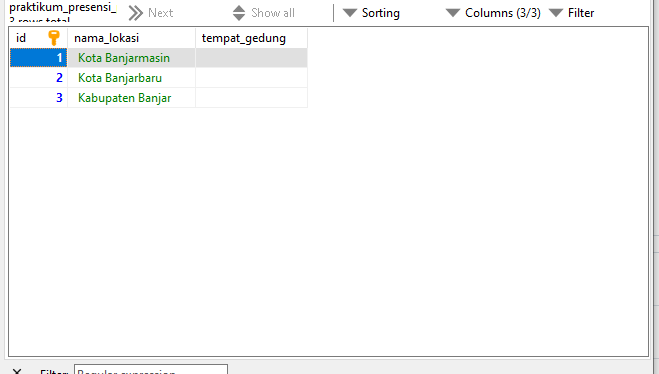 praktikum_presensi_
3 rows total
Next
Show all
Sorting
Columns (3/3)
Filter
id nama_lokasi tempat_gedung
1 Kota Banjarmasin
2 Kota Banjarbaru
3 Kabupaten Banjar
Filter: Regular expression